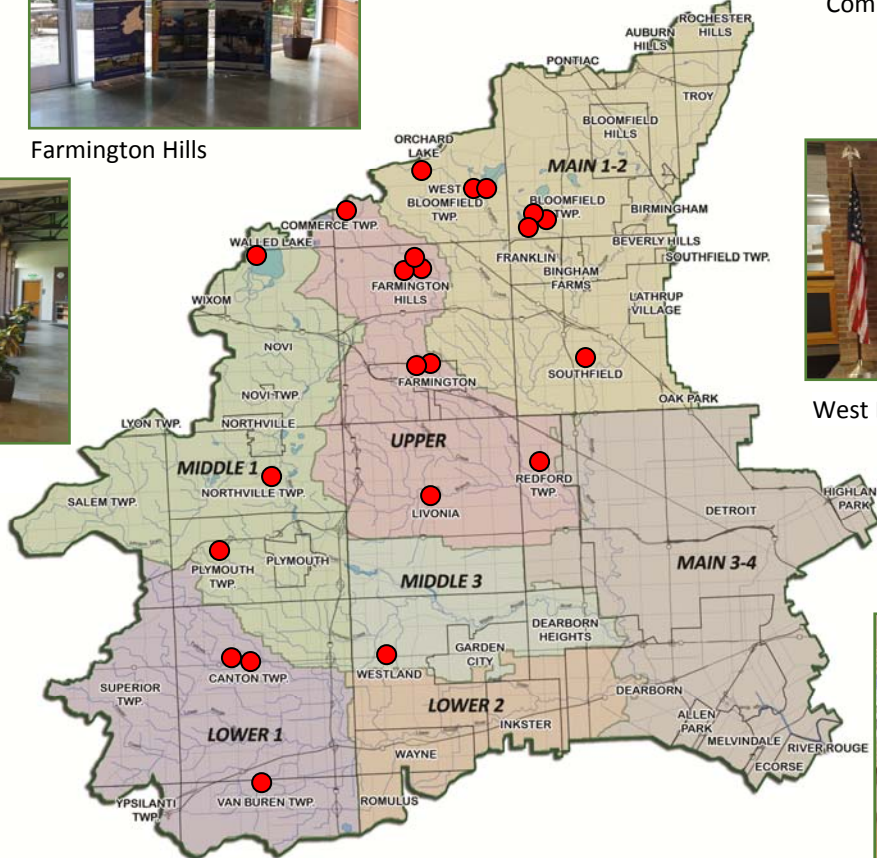 Com
ROCHESTER
HILLS
AUBURN
HILLS
PONTIAC
TROY
BLOOMFIELD
HILLS
Farmington Hills
ORCHARD
LAKE
MAIN 1-2
WEST
BLOOMFIELD
TWP.
BLOOMFIELD
TWP.
BIRMINGHAM
COMMERCE TWP.
WALLED LAKE
BEVERLY HILLS
FRANKLIN
SOUTHFIELD TWP.
BINGHAM
FARMS
FARMINGTON
HILLS
WIXOM
LATHRUP
VILLAGE
NOVI
SOUTHFIELD
FARMINGTON
NOVI TWP.
OAK PARK
West
LYON TWP.
NORTHVILLE
UPPER
MIDDLE 1
REDFORD
TWP.
NORTHVILLE TWP.
SALEM TWP.
LIVONIA
HIGHLAN
PARK
DETROIT
PLYMOUTH
PLYMOUTH
TWP.
MAIN 3-4
MIDDLE 3
DEARBORN
HEIGHTS
GARDEN
CITY
CANTON TWP.
WESTLAND
SUPERIOR
TWP.
DEARBORN
LOWER 2
ALLEN
PARK
INKSTER
LOWER 1
MELVINDALE
RIVER ROUGE
WAYNE
ECORSE
YPSILANTI
TWP.
VAN BUREN TWP.
ROMULUS